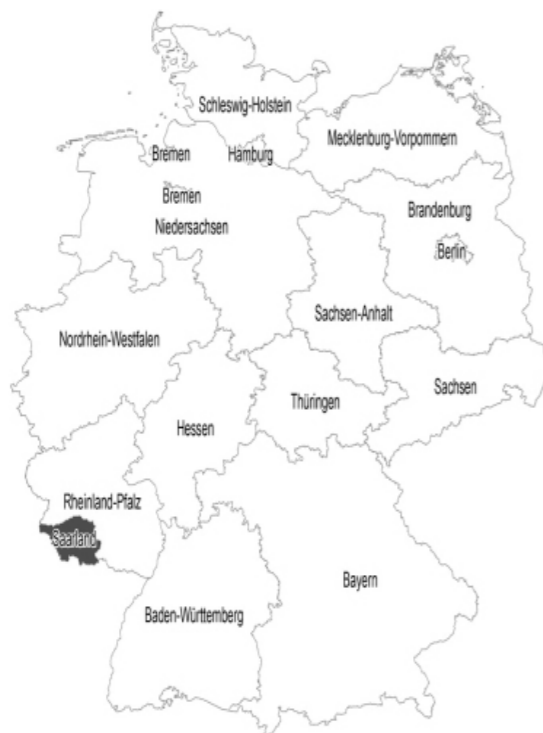 Schleswig-Holstein
Mecklenburg-Vorpommern
Bremen
Hamburg
Bremen
Brandenburg
Niedersachsen
Berlin
Sachsen-Anhalt
Nordrhein-Westfalen
Sachsen
Thüringen
Hessen
Rheinland-Pfalz
Saarland
Bayern
Baden-Württemberg